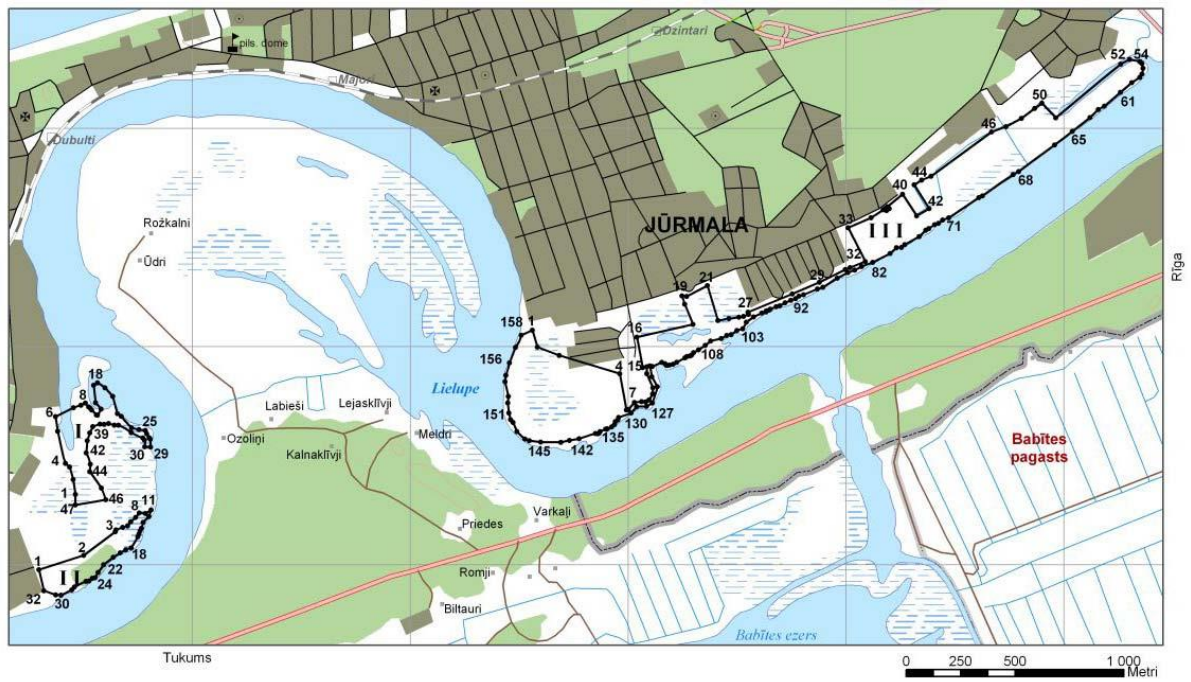 Dzintari
pils. dome
Majori
52 54
50
61
46
Dubulti
65
44
68
40
42
Rožkalni
33
71
JŪRMALA
III
Ūdri
32
82
Rīga
21
29
19
27
92
158 1
16
103
108
156
4
15
18
Lielupe
7
127
8
6
151
130
Labieši
Lejasklīvji
25
I
39
135
Meldri
30
29
Ozoliņi
145
142
42
Kalnaklīvji
Babītes
pagasts
4
44
1
46
47
11
8
3
Varkaļi
Priedes
18
2
1
22
Romji
II
24
32
30
Biltauri
Babītes ezers
Tukums
0 250 500 1 000
Metri